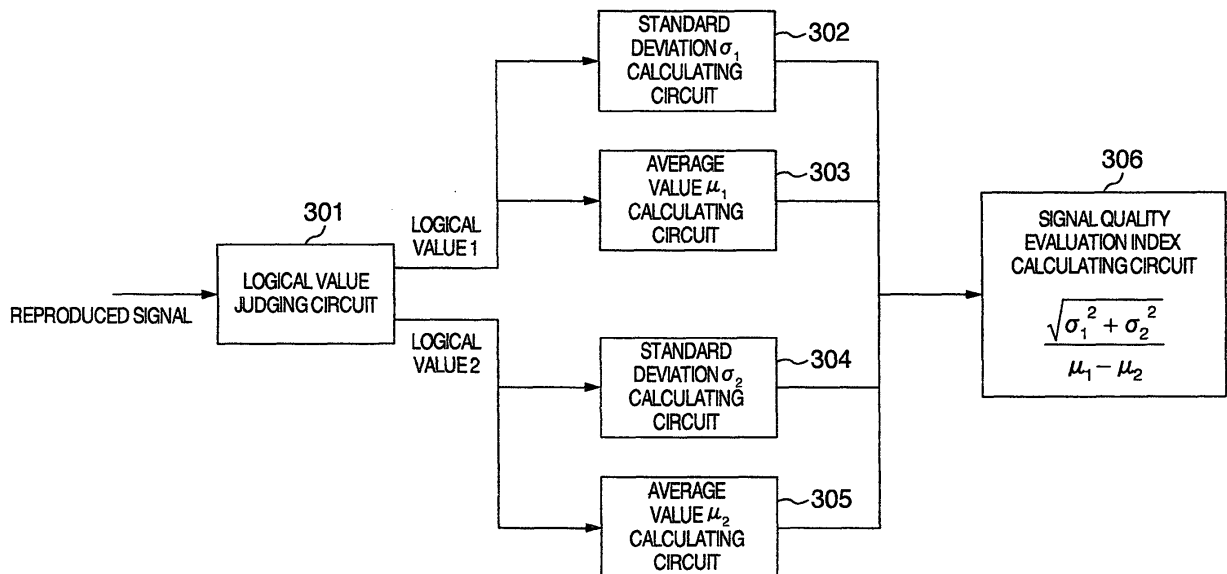 302
STANDARD
DEVIATION σ₁
CALCULATING
CIRCUIT
303
AVERAGE
VALUE μ₁
CALCULATING
CIRCUIT
306
SIGNAL QUALITY
EVALUATION INDEX
CALCULATING CIRCUIT
√(σ₁² + σ₂²)
μ₁ − μ₂
301
LOGICAL VALUE
JUDGING CIRCUIT
REPRODUCED SIGNAL
LOGICAL
VALUE 1
LOGICAL
VALUE 2
304
STANDARD
DEVIATION σ₂
CALCULATING
CIRCUIT
305
AVERAGE
VALUE μ₂
CALCULATING
CIRCUIT